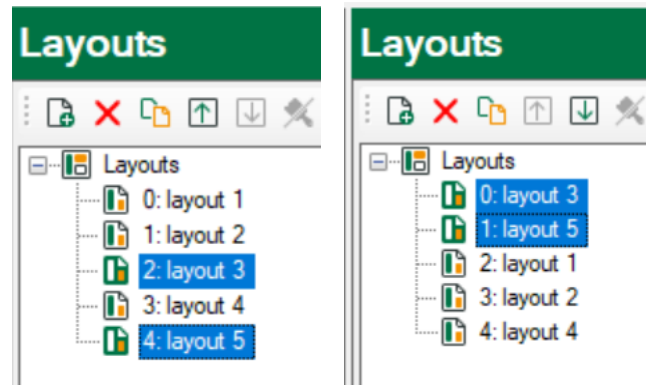 Layouts
Layouts
0: layout 1
1: layout 2
2: layout 3
3: layout 4
4: layout 5
Layouts
Layouts
0: layout 3
1: layout 5
2: layout 1
3: layout 2
4: layout 4